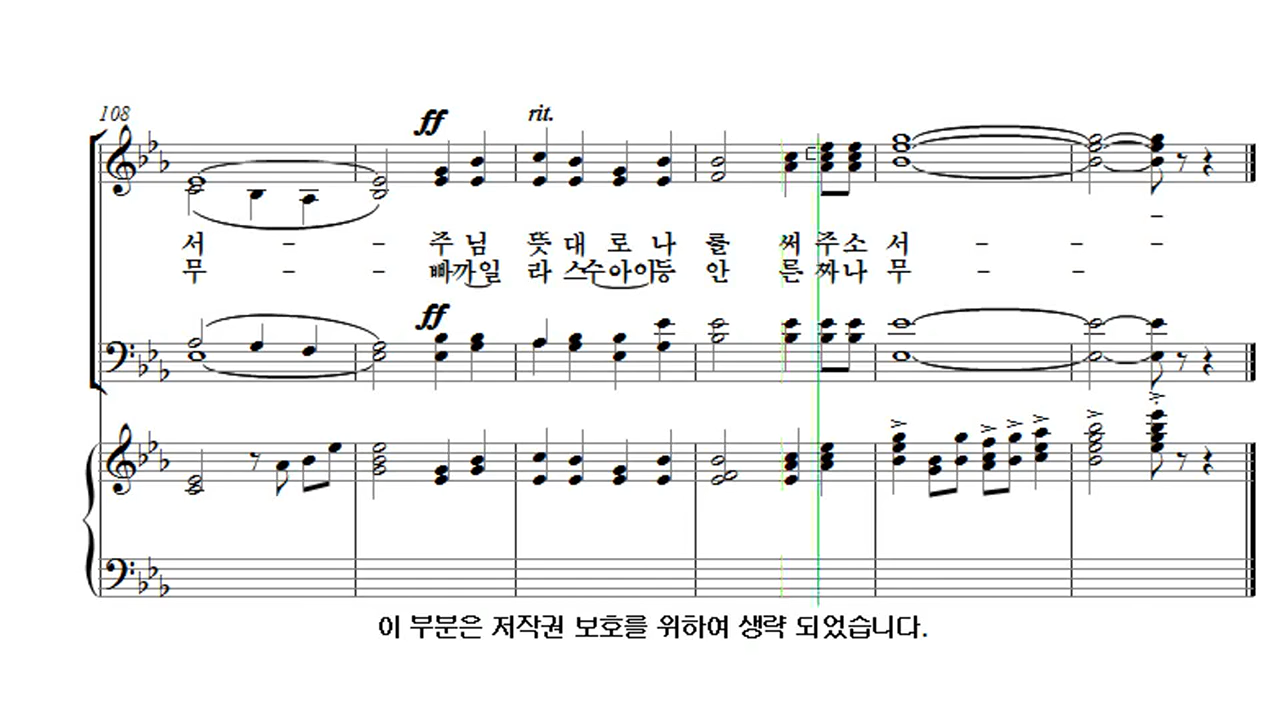 108
ff
rit.
서 - - 주 님 뜻 대 로 나 를 써 주 소 서 - - -
무 - - 빠 까 일 라 스 수 아 이 등 안 른 짜 나 무 - -
ff
이 부분은 저작권 보호를 위하여 생략 되었습니다.